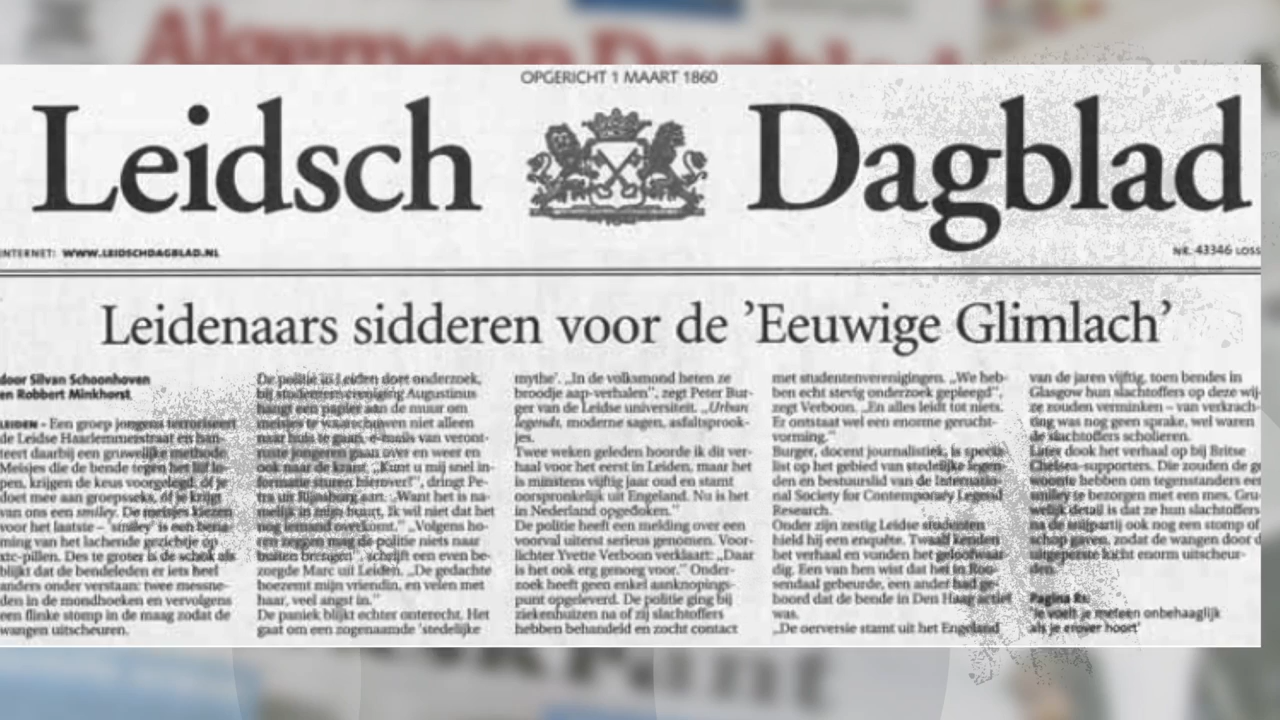 Algemeen Dagblad
OPGERICHT 1 MAART 1860
Leidsch Dagblad
INTERNET: WWW.LEIDSCHDAGBLAD.NL
NR. 43346 LOSS
Leidenaars sidderen voor de ’Eeuwige Glimlach’
door Silvan Schoonhoven
en Robbert Minkhorst
LEIDEN - Een groep jongens terroriseert
de Leidse Haarlemmerstraat en han-
teert daarbij een gruwelijke methode.
Meisjes die de bende tegen het lijf lo-
pen, krijgen de keus voorgelegd: óf je
doet mee aan groepsseks, óf je krijgt
van ons een smiley. De meisjes kiezen
voor het laatste – ’smiley’ is een bena-
ming van het lachende gezichtje op
xtc-pillen. Des te groter is de schok als
blijkt dat de bendeleden er iets heel
anders onder verstaan: twee messne-
den in de mondhoeken en vervolgens
een flinke stomp in de maag zodat de
wangen uitscheuren.
De politie in Leiden doet onderzoek,
bij studentenvereniging Augustinus
hangt een papier aan de muur om
meisjes te waarschuwen niet alleen
naar huis te gaan, e-mails van veront-
ruste jongeren gaan over en weer en
ook naar de krant. „Kunt u mij snel in-
formatie sturen hierover?”, dringt Pe-
tra uit Rijnsburg aan. „Want het is na-
melijk in mijn buurt, ik wil niet dat het
nog iemand overkomt.” „Volgens ho-
ren zeggen mag de politie niets naar
buiten brengen”, schrijft een even be-
zorgde Marc uit Leiden. „De gedachte
bezeert mijn vriendin, en velen met
haar, veel angst in.”
De paniek blijkt echter onterecht. Het
gaat om een zogenaamde ’stedelijke
mythe’. „In de volksmond heten ze
broodje aap-verhalen”, zegt Peter Bur-
ger van de Leidse universiteit. „Urban
legends, moderne sagen, asfaltsprook-
jes.
Twee weken geleden hoorde ik dit ver-
haal voor het eerst in Leiden, maar het
is minstens vijftig jaar oud en stamt
oorspronkelijk uit Engeland. Nu is het
in Nederland opgedoken.”
De politie heeft een melding over een
voorval uiterst serieus genomen. Voor-
lichter Yvette Verboon verklaart: „Daar
is het ook erg genoeg voor.” Onder-
zoek heeft geen enkel aanknopings-
punt opgeleverd. De politie ging bij
ziekenhuizen na of zij slachtoffers
hebben behandeld en zocht contact
met studentenverenigingen. „We heb-
ben echt stevig onderzoek gepleegd”,
zegt Verboon. „En alles leidt tot niets.
Er ontstaat wel een enorme gerucht-
vorming.”
Burger, docent journalistiek, is specia-
list op het gebied van stedelijke legen-
den en bestuurslid van de Internatio-
nal Society for Contemporary Legend
Research.
Onder zijn zestig Leidse studenten
hield hij een enquête. Twaalf kenden
het verhaal en vonden het geloofwaar-
dig. Een van hen wist dat het in Roo-
sendaal gebeurde, een ander had ge-
hoord dat de bende in Den Haag actief
was.
„De oerversie stamt uit het Engeland
van de jaren vijftig, toen bendes in
Glasgow hun slachtoffers op deze wij-
ze zouden verminken – van verkrach-
ting was nog geen sprake, wel waren
de slachtoffers scholieren.
Later dook het verhaal op bij Britse
Chelsea-supporters. Die zouden de ge-
woonte hebben om tegenstanders een
smiley te bezorgen met een mes. Gru-
welijk detail is dat ze hun slachtoffers
na de snijpartij ook nog een stomp of
schop gaven, zodat de wangen door de
uitgeperste lucht enorm uitscheur-
den.
Pagina R1:
’Je voelt je meteen onbehaaglijk
als je erover hoort’